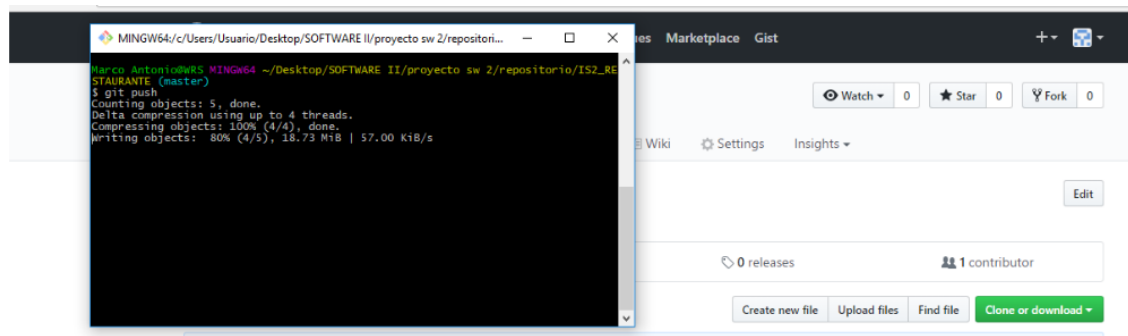 MINGW64:/c/Users/Usuario/Desktop/SOFTWARE II/proyecto sw 2/repositori...
Marketplace Gist
Marco Antonio@WRS MINGW64 ~/Desktop/SOFTWARE II/proyecto sw 2/repositorio/IS2_RE
STAURANTE (master)
$ git push
Counting objects: 5, done.
Delta compression using up to 4 threads.
Compressing objects: 100% (4/4), done.
Writing objects: 80% (4/5), 18.73 MiB | 57.00 KiB/s
Watch 0 Star 0 Fork 0
Wiki Settings Insights
Edit
0 releases 1 contributor
Create new file Upload files Find file Clone or download